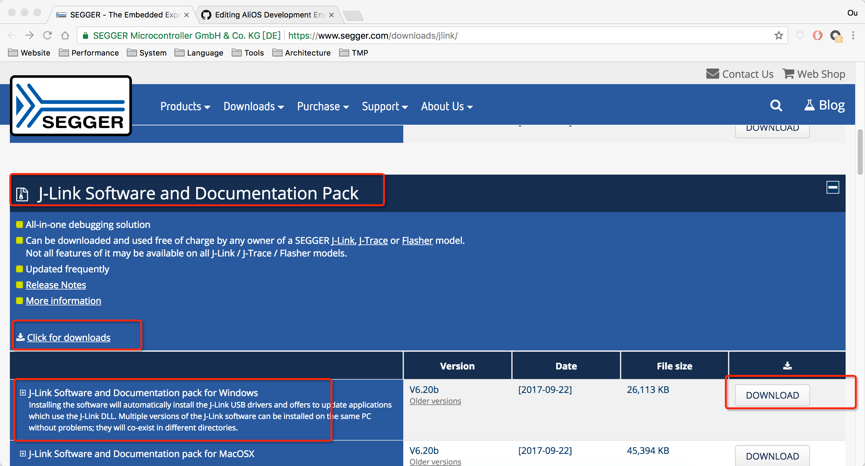 SEGGER - The Embedded Exp
Editing AliOS Development En
Ou
SEGGER Microcontroller GmbH & Co. KG [DE]
https://www.segger.com/downloads/jlink/
Website
Performance
System
Language
Tools
Architecture
TMP
Contact Us
Web Shop
SEGGER
Products
Downloads
Purchase
Support
About Us
Blog
DOWNLOAD
J-Link Software and Documentation Pack
All-in-one debugging solution
Can be downloaded and used free of charge by any owner of a SEGGER J-Link, J-Trace or Flasher model.
Not all features of it may be available on all J-Link / J-Trace / Flasher models.
Updated frequently
Release Notes
More information
Click for downloads
Version
Date
File size
J-Link Software and Documentation pack for Windows
Installing the software will automatically install the J-Link USB drivers and offers to update applications
which use the J-Link DLL. Multiple versions of the J-Link software can be installed on the same PC
without problems; they will co-exist in different directories.
V6.20b
Older versions
[2017-09-22]
26,113 KB
DOWNLOAD
J-Link Software and Documentation pack for MacOSX
V6.20b
Older versions
[2017-09-22]
45,394 KB
DOWNLOAD